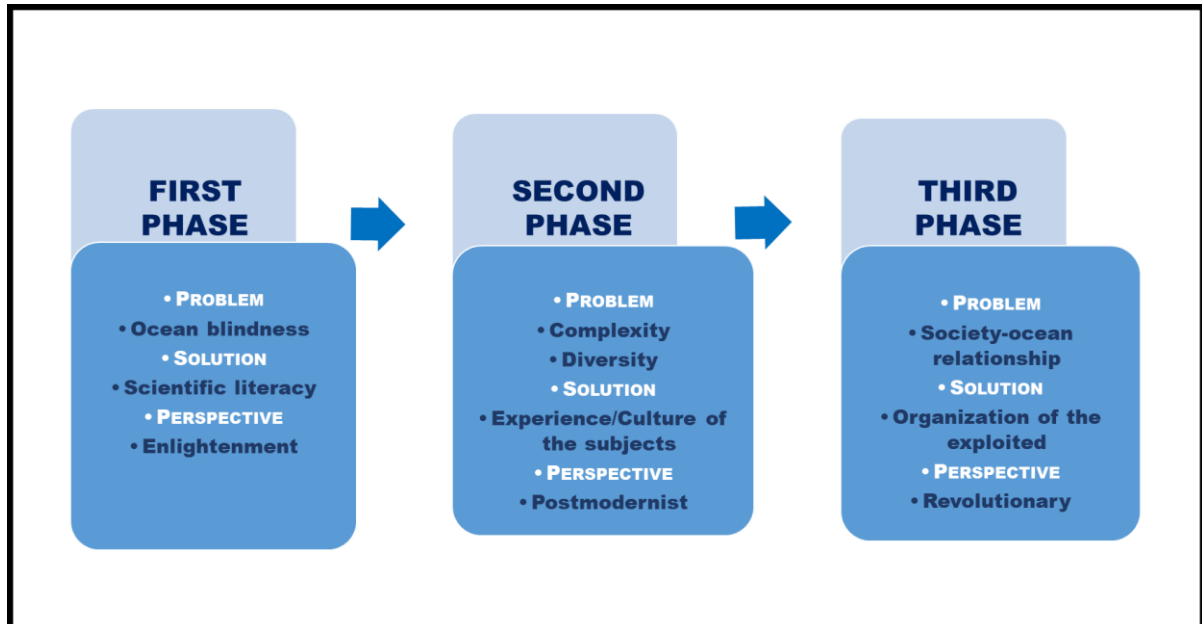 FIRST
PHASE
• PROBLEM
• Ocean blindness
• SOLUTION
• Scientific literacy
• PERSPECTIVE
• Enlightenment
SECOND
PHASE
• PROBLEM
• Complexity
• Diversity
• SOLUTION
• Experience/Culture of
the subjects
• PERSPECTIVE
• Postmodernist
THIRD
PHASE
• PROBLEM
• Society-ocean
relationship
• SOLUTION
• Organization of the
exploited
• PERSPECTIVE
• Revolutionary